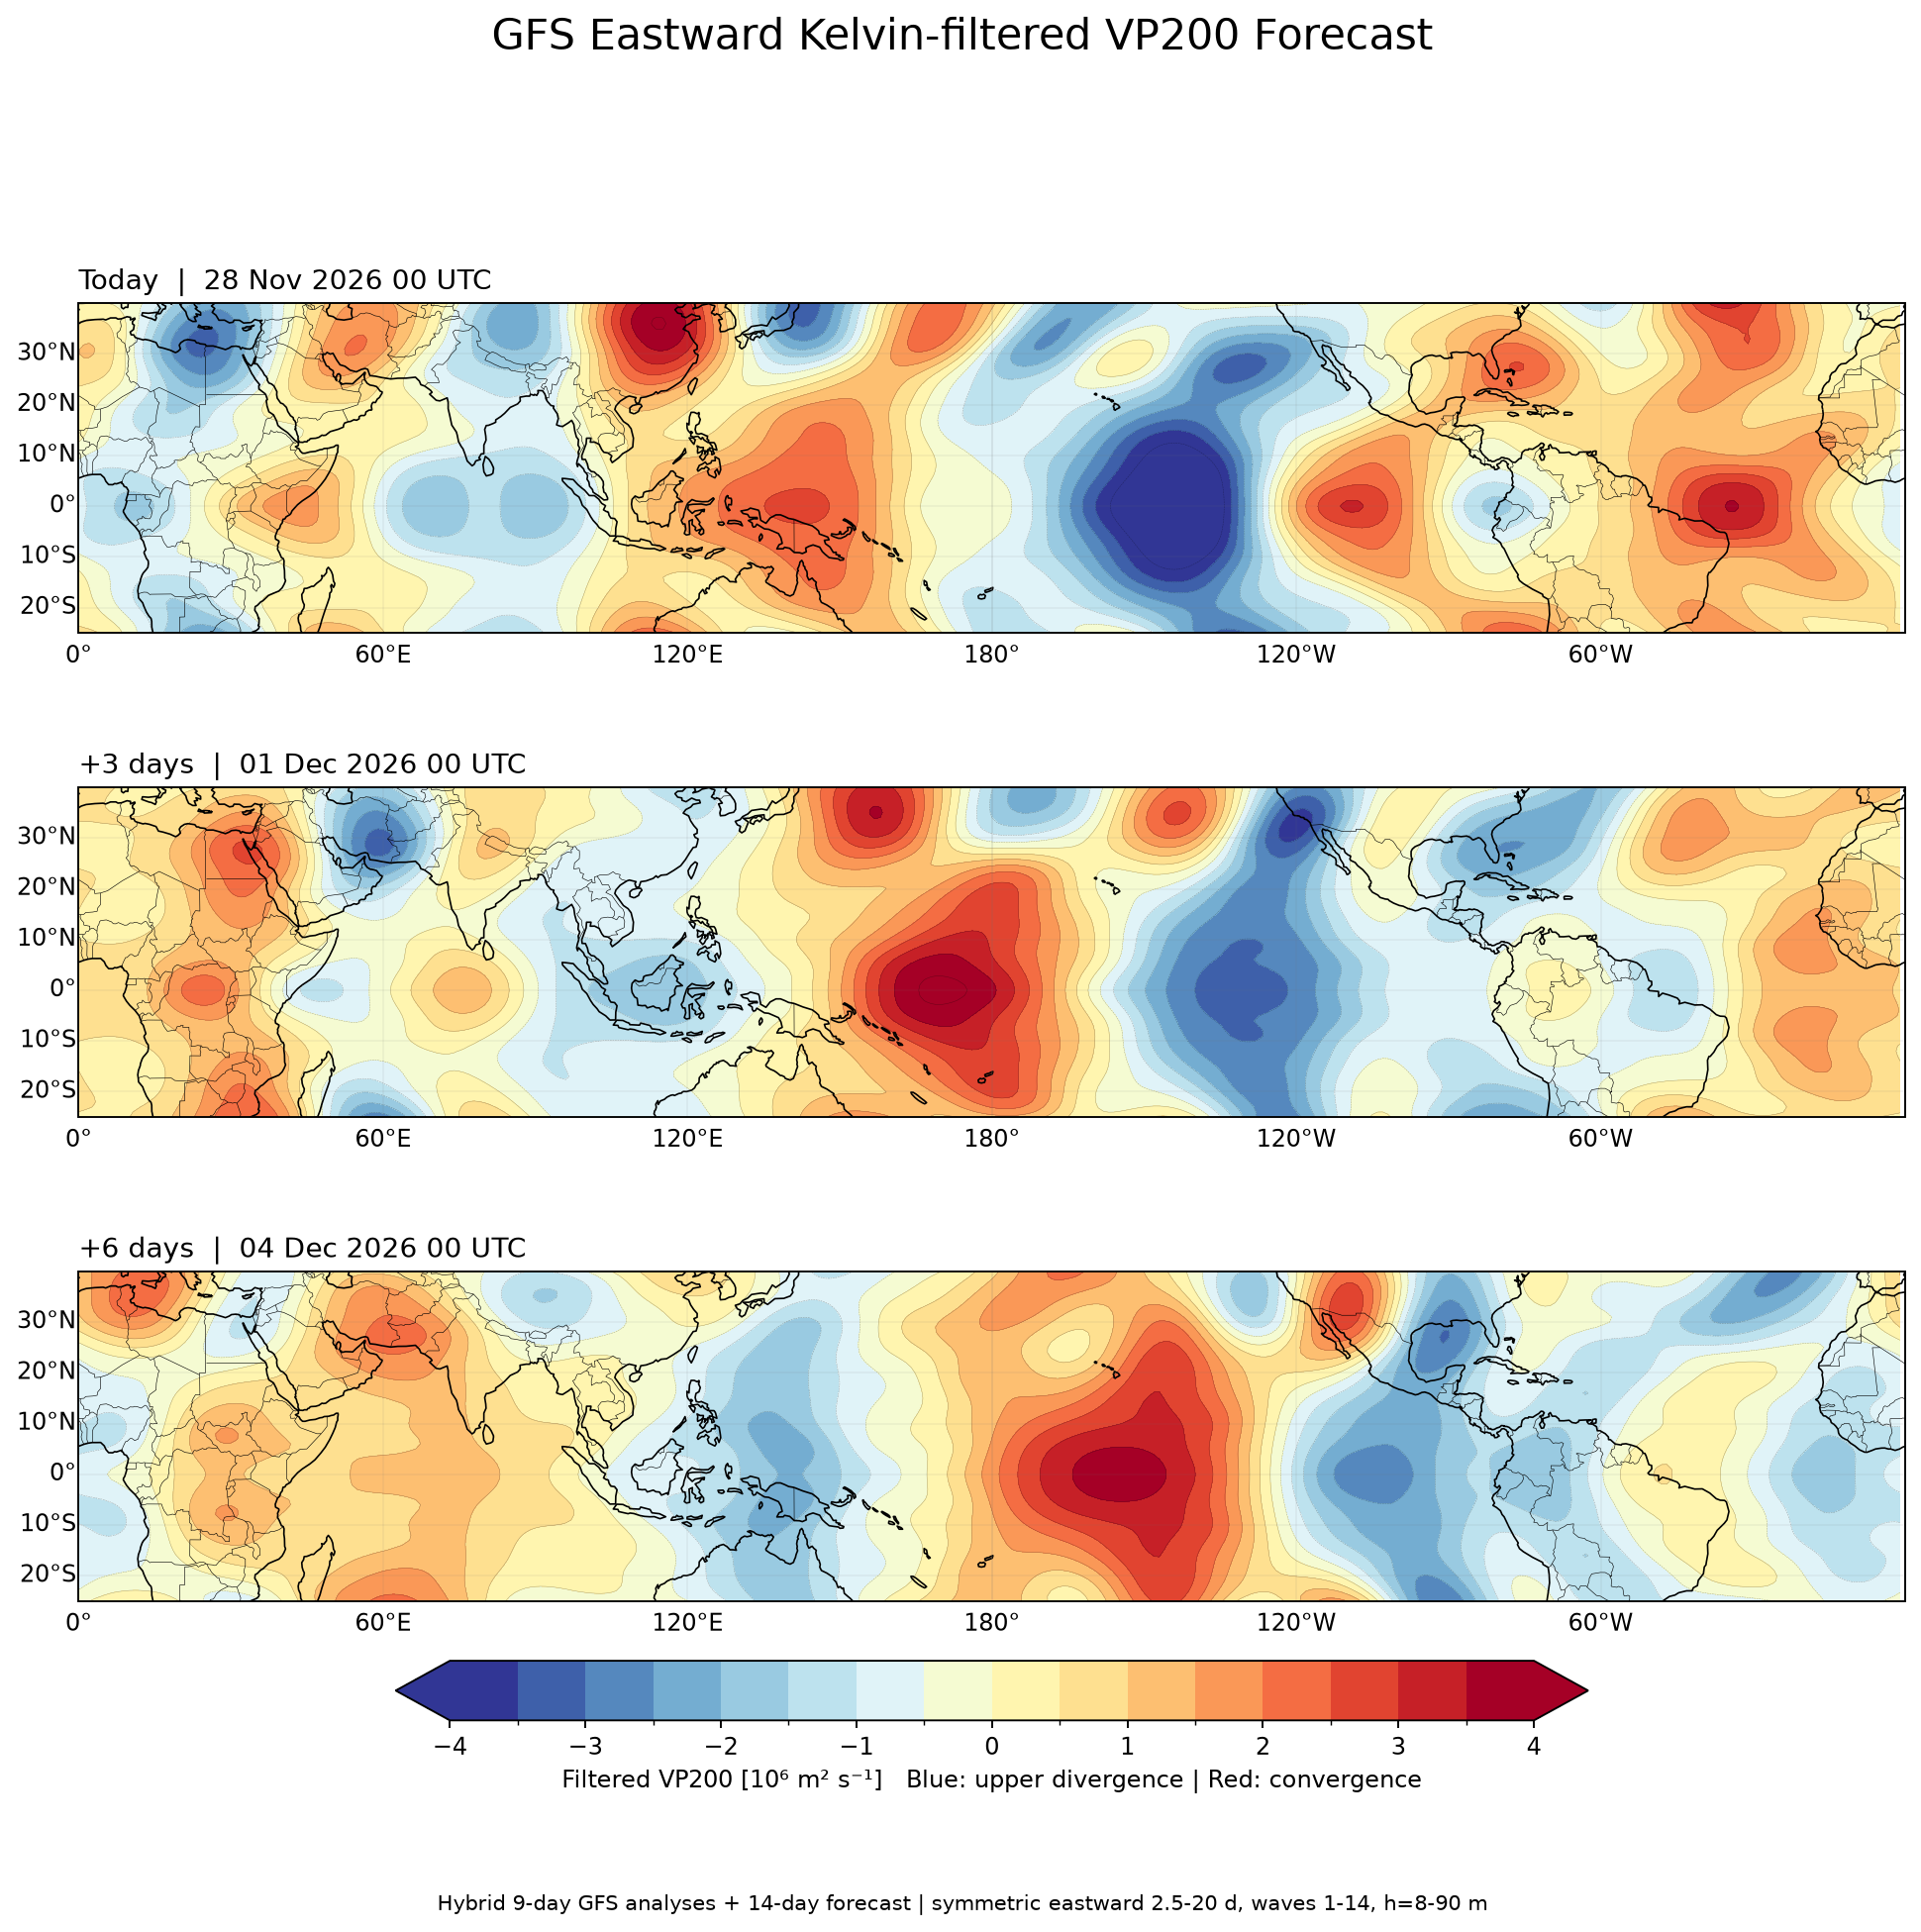 GFS Eastward Kelvin-filtered VP200 Forecast
Today | 28 Nov 2026 00 UTC
30°N
20°N
10°N
0°
10°S
20°S
0° 60°E 120°E 180° 120°W 60°W
+3 days | 01 Dec 2026 00 UTC
30°N
20°N
10°N
0°
10°S
20°S
0° 60°E 120°E 180° 120°W 60°W
+6 days | 04 Dec 2026 00 UTC
30°N
20°N
10°N
0°
10°S
20°S
0° 60°E 120°E 180° 120°W 60°W
−4 −3 −2 −1 0 1 2 3 4
Filtered VP200 [10⁶ m² s⁻¹] Blue: upper divergence | Red: convergence
Hybrid 9-day GFS analyses + 14-day forecast | symmetric eastward 2.5-20 d, waves 1-14, h=8-90 m